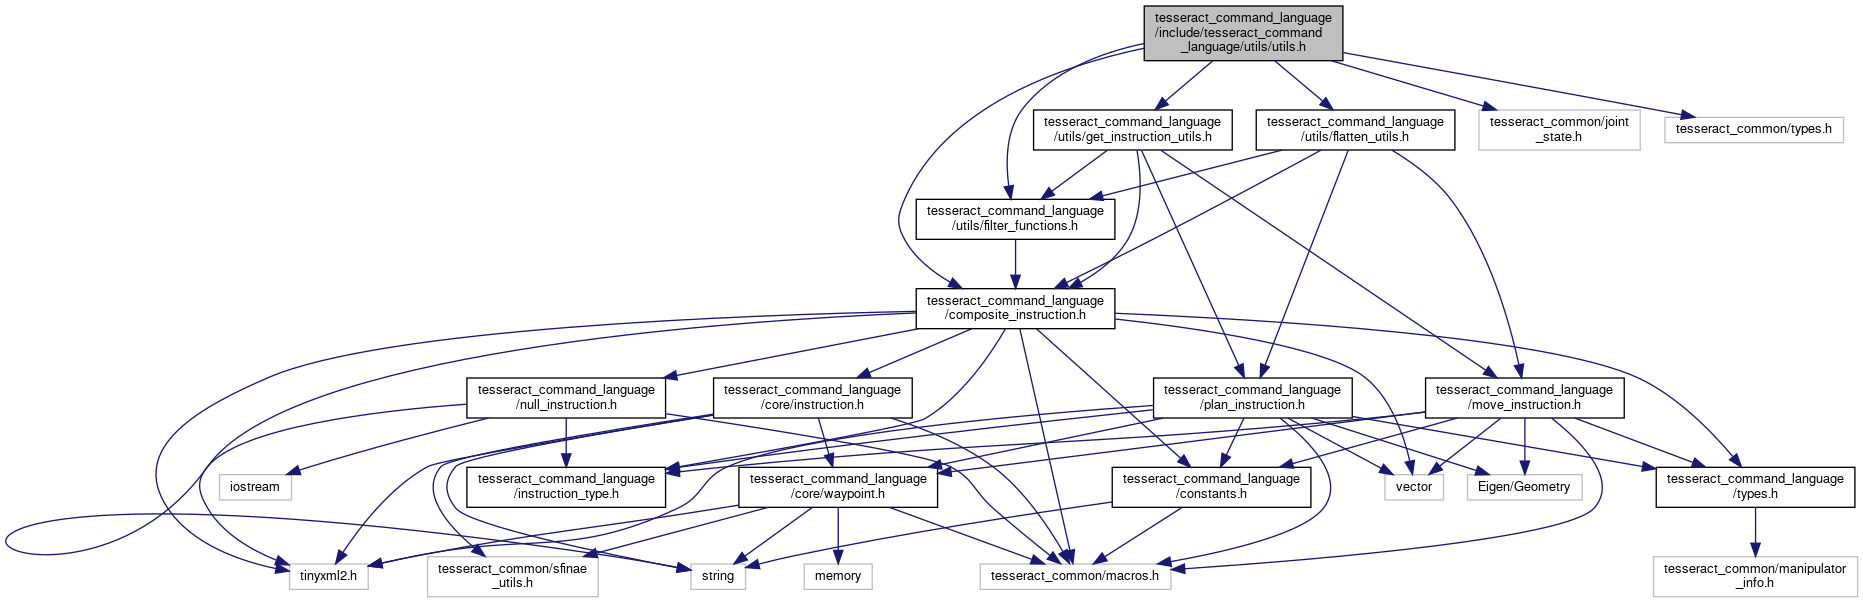 tesseract_command_language
/include/tesseract_command
_language/utils/utils.h
tesseract_command_language
/utils/get_instruction_utils.h
tesseract_command_language
/utils/flatten_utils.h
tesseract_common/joint
_state.h
tesseract_common/types.h
tesseract_command_language
/utils/filter_functions.h
tesseract_command_language
/composite_instruction.h
tesseract_command_language
/null_instruction.h
tesseract_command_language
/core/instruction.h
tesseract_command_language
/plan_instruction.h
tesseract_command_language
/move_instruction.h
iostream
tesseract_command_language
/instruction_type.h
tesseract_command_language
/core/waypoint.h
tesseract_command_language
/constants.h
vector
Eigen/Geometry
tesseract_command_language
/types.h
tinyxml2.h
tesseract_common/sfinae
_utils.h
string
memory
tesseract_common/macros.h
tesseract_common/manipulator
_info.h